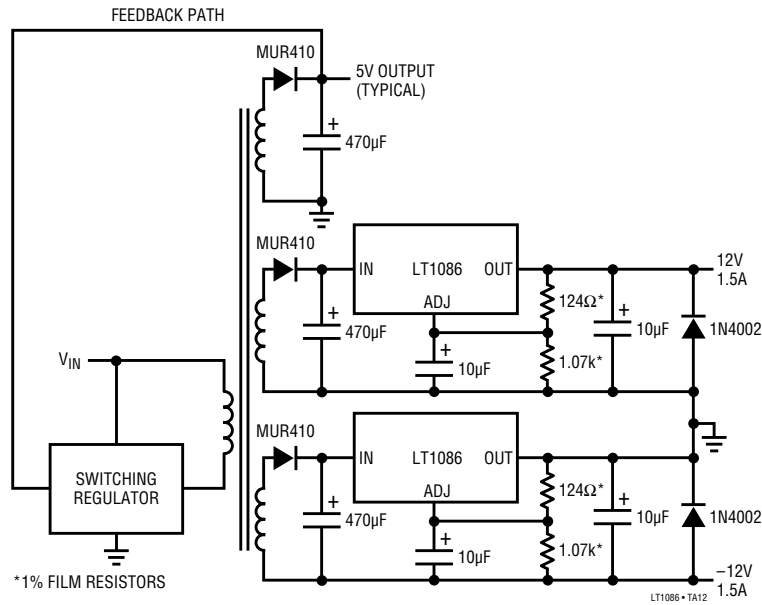 FEEDBACK PATH
MUR410
5V OUTPUT
(TYPICAL)
+
470µF
MUR410
IN
LT1086
OUT
ADJ
12V
1.5A
+
470µF
+
10µF
124Ω*
1.07k*
+
10µF
1N4002
VIN
SWITCHING
REGULATOR
MUR410
IN
LT1086
OUT
ADJ
+
470µF
+
10µF
124Ω*
1.07k*
+
10µF
1N4002
–12V
1.5A
*1% FILM RESISTORS
LT1086 • TA12